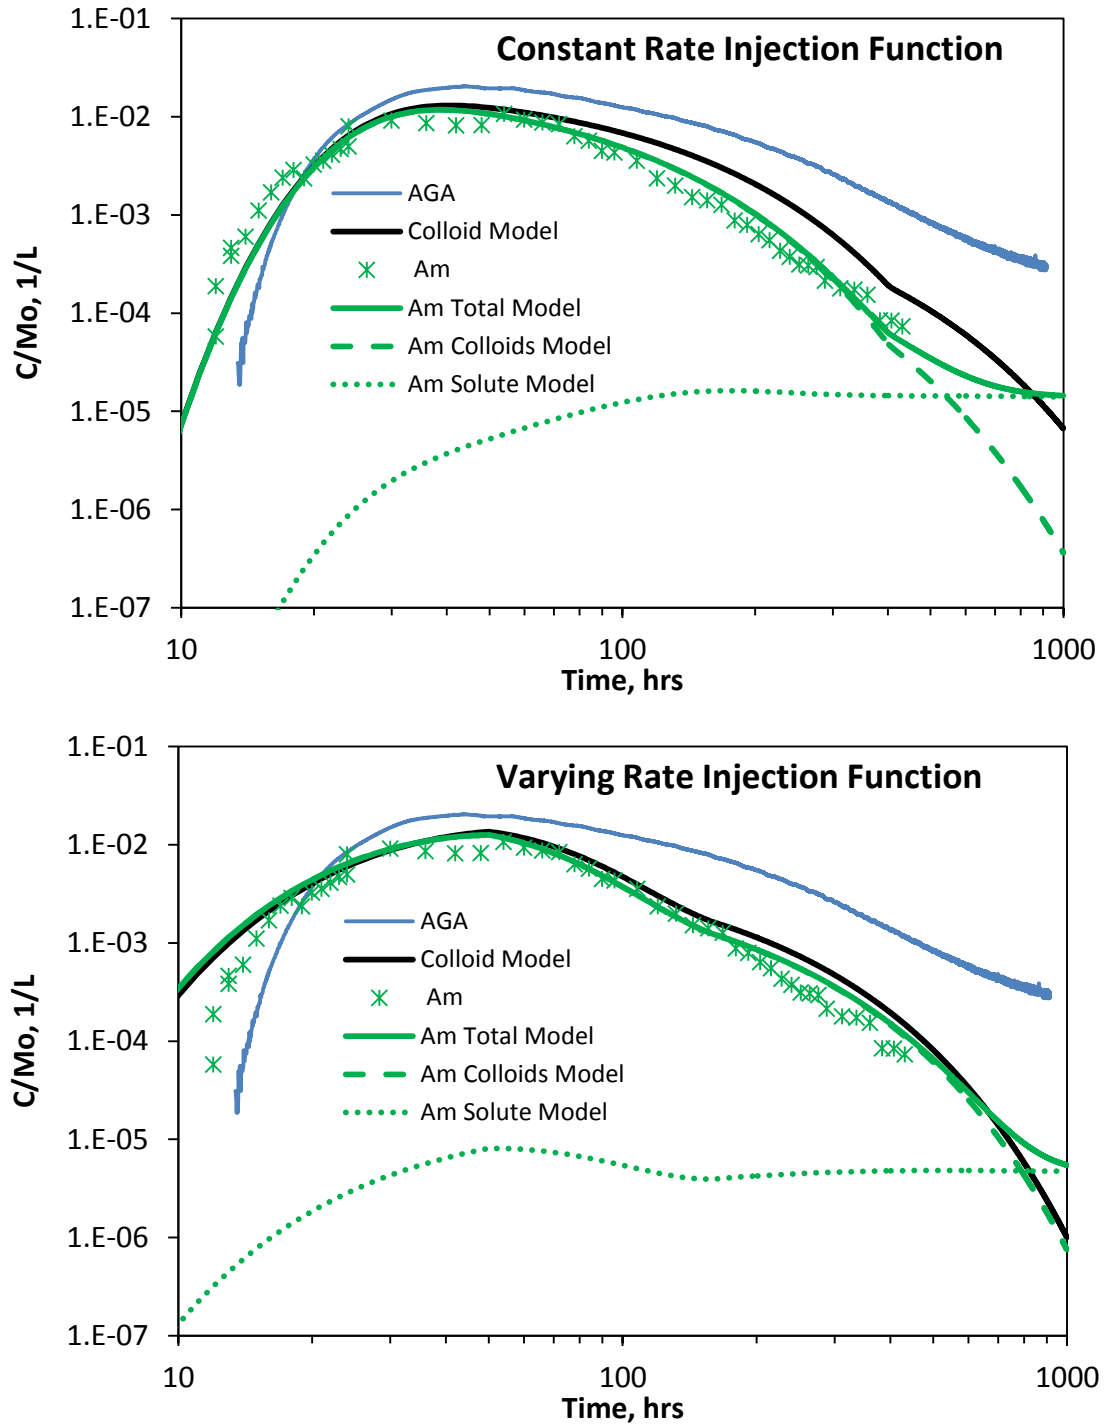 Constant Rate Injection Function
1.E-01
1.E-02
1.E-03
1.E-04
1.E-05
1.E-06
1.E-07
C/Mo, 1/L
AGA
Colloid Model
Am
Am Total Model
Am Colloids Model
Am Solute Model
10
100
1000
Time, hrs
Varying Rate Injection Function
1.E-01
1.E-02
1.E-03
1.E-04
1.E-05
1.E-06
1.E-07
C/Mo, 1/L
AGA
Colloid Model
Am
Am Total Model
Am Colloids Model
Am Solute Model
10
100
1000
Time, hrs